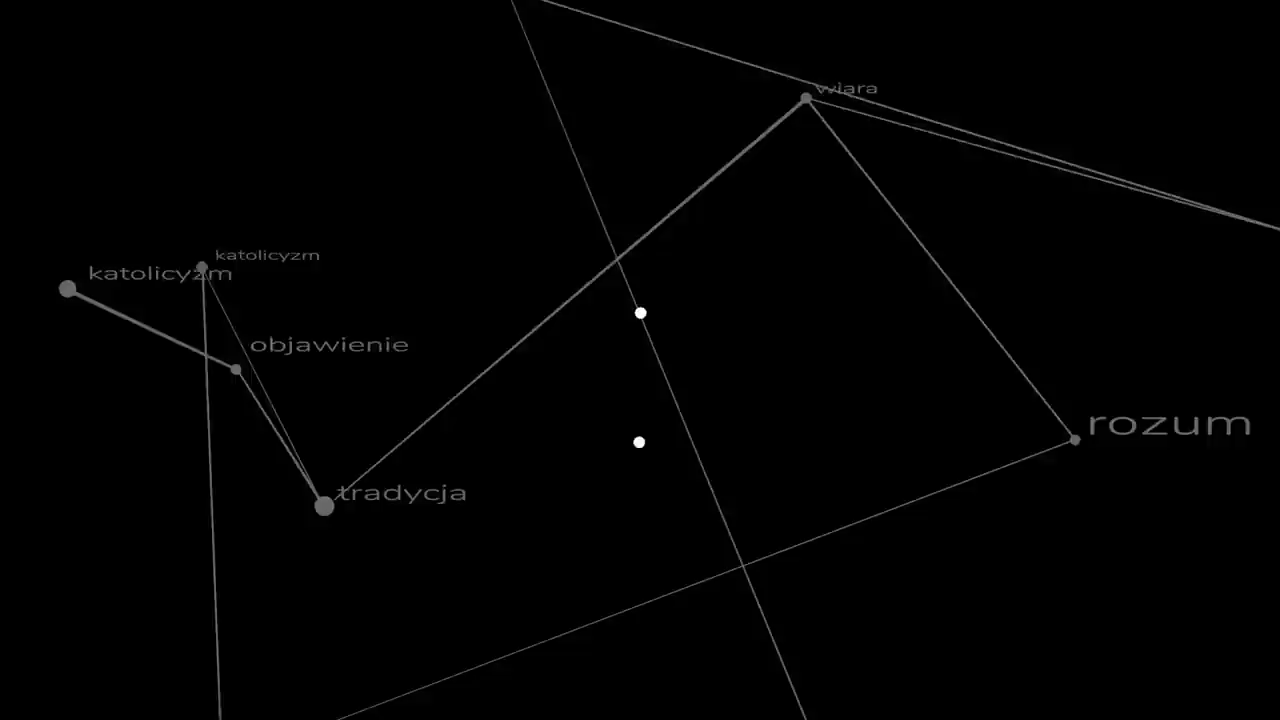 wiara
katolicyzm
katolicyzm
objawienie
rozum
tradycja